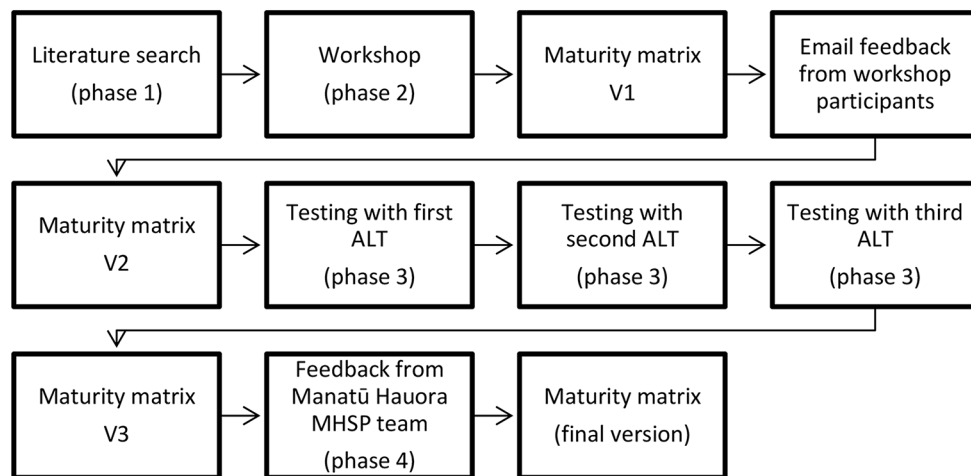 Literature search
(phase 1)
Workshop
(phase 2)
Maturity matrix
V1
Email feedback
from workshop
participants
Maturity matrix
V2
Testing with first
ALT
(phase 3)
Testing with
second ALT
(phase 3)
Testing with third
ALT
(phase 3)
Maturity matrix
V3
Feedback from
Manatū Hauora
MHSP team
(phase 4)
Maturity matrix
(final version)